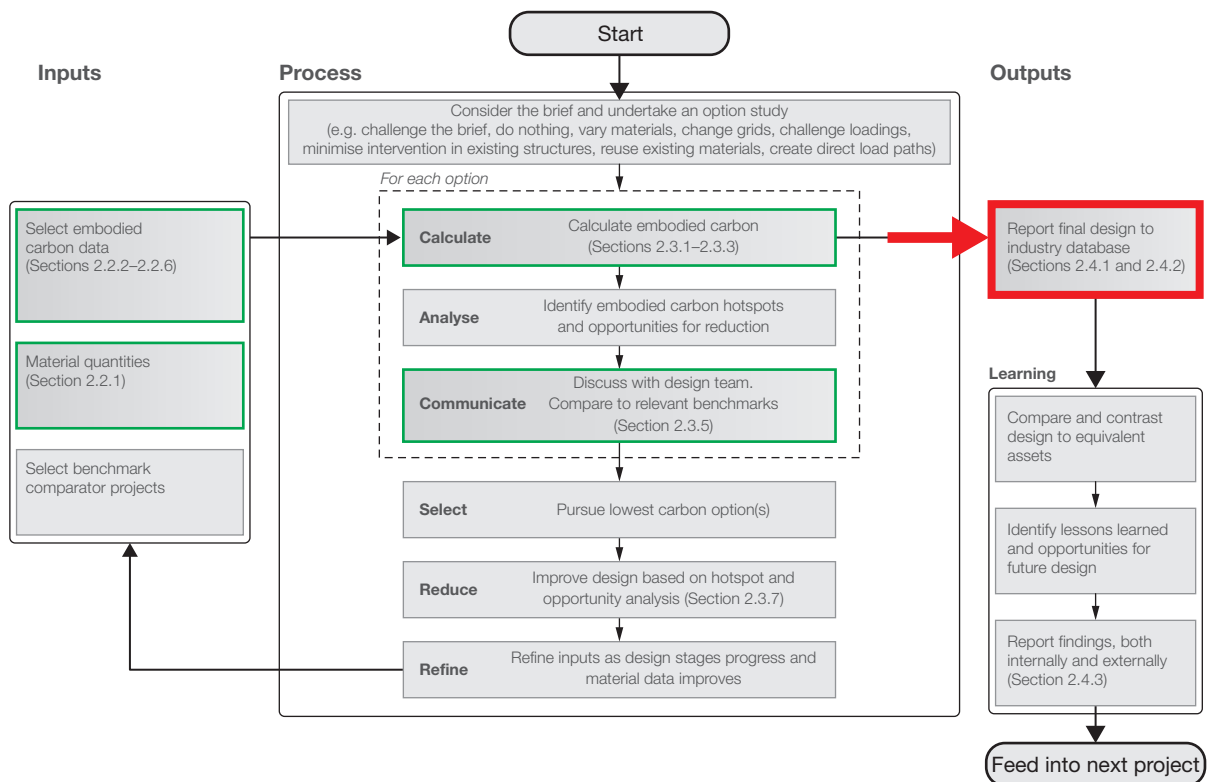 Start
Inputs
Process
Outputs
Consider the brief and undertake an option study
(e.g. challenge the brief, do nothing, vary materials, change grids, challenge loadings,
minimise intervention in existing structures, reuse existing materials, create direct load paths)
For each option
Select embodied
carbon data
(Sections 2.2.2–2.2.6)
Material quantities
(Section 2.2.1)
Select benchmark
comparator projects
Calculate
Calculate embodied carbon
(Sections 2.3.1–2.3.3)
Analyse
Identify embodied carbon hotspots
and opportunities for reduction
Communicate
Discuss with design team.
Compare to relevant benchmarks
(Section 2.3.5)
Select
Pursue lowest carbon option(s)
Reduce
Improve design based on hotspot and
opportunity analysis (Section 2.3.7)
Refine
Refine inputs as design stages progress and
material data improves
Report final design to
industry database
(Sections 2.4.1 and 2.4.2)
Learning
Compare and contrast
design to equivalent
assets
Identify lessons learned
and opportunities for
future design
Report findings, both
internally and externally
(Section 2.4.3)
Feed into next project